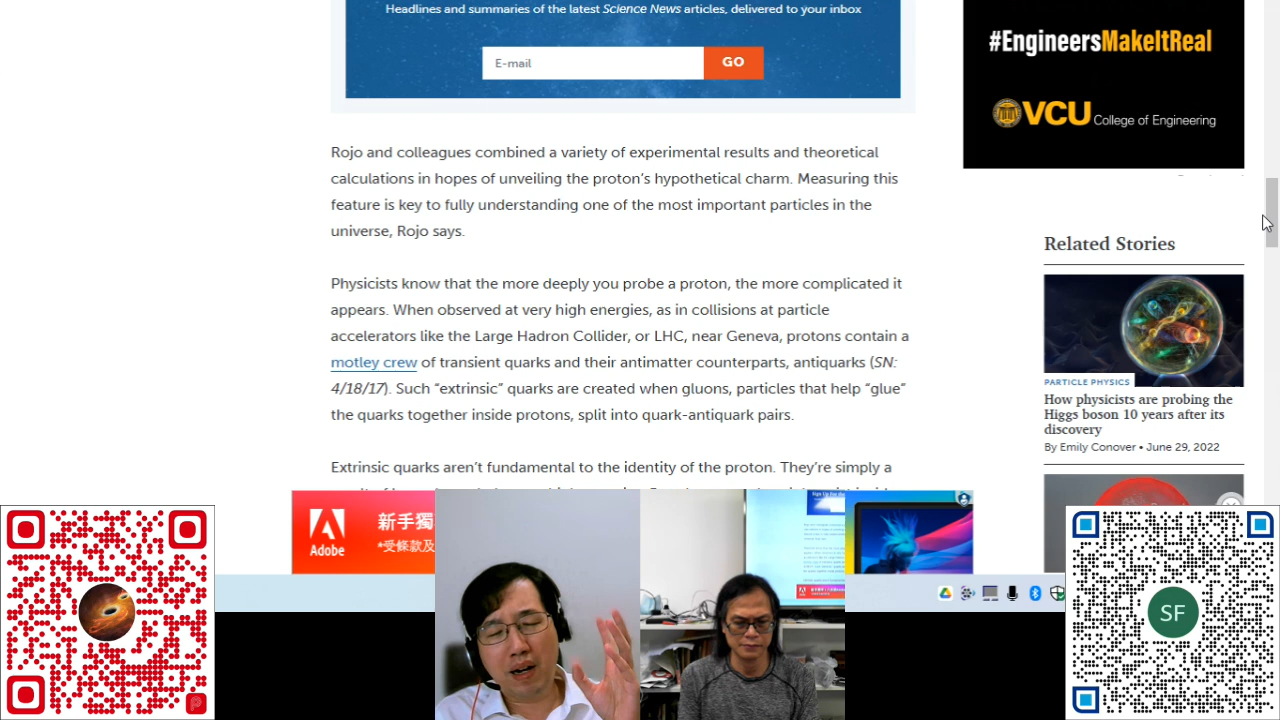 Headlines and summaries of the latest Science News articles, delivered to your inbox
E-mail
GO
#EngineersMakeItReal
VCU College of Engineering
Rojo and colleagues combined a variety of experimental results and theoretical
calculations in hopes of unveiling the proton's hypothetical charm. Measuring this
feature is key to fully understanding one of the most important particles in the
universe, Rojo says.
Physicists know that the more deeply you probe a proton, the more complicated it
appears. When observed at very high energies, as in collisions at particle
accelerators like the Large Hadron Collider, or LHC, near Geneva, protons contain a
motley crew of transient quarks and their antimatter counterparts, antiquarks (SN:
4/18/17). Such “extrinsic” quarks are created when gluons, particles that help “glue”
the quarks together inside protons, split into quark-antiquark pairs.
Extrinsic quarks aren't fundamental to the identity of the proton. They're simply a
Related Stories
PARTICLE PHYSICS
How physicists are probing the
Higgs boson 10 years after its
discovery
By Emily Conover • June 29, 2022
Adobe
新手獨
*受條款及
SF